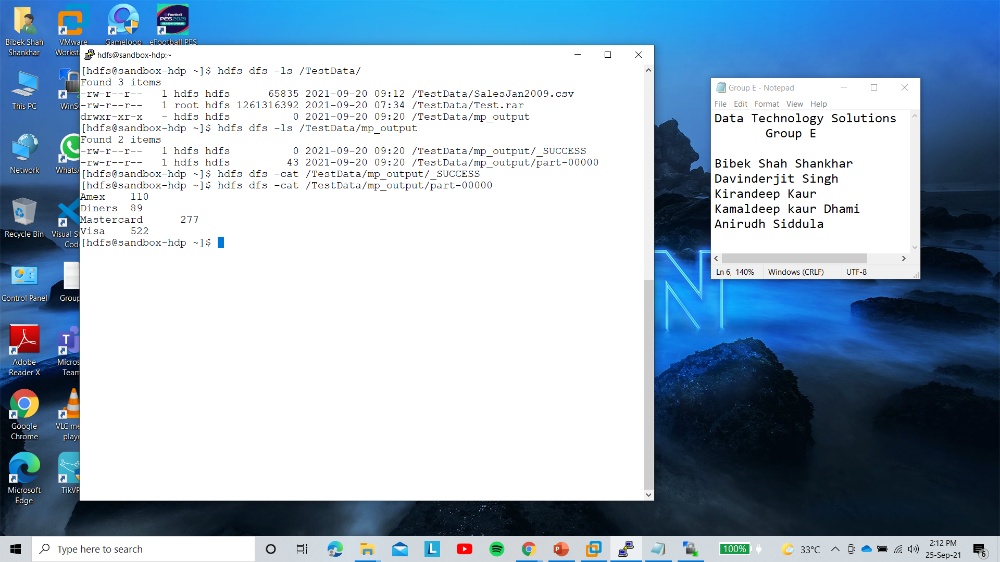 Bibek Shah
Shankhar
VMware
Workst
Gameloop
eFootball
PES2021
SEASON UPDATE
eFootball PES
This PC
WinS
Network
WhatsA
Recycle Bin
Visual St
Code
Control Panel
Group
Adobe
Reader X
Micros
Team
Google
Chrome
VLC me
playe
Microsoft
Edge
TikVP
hdfs@sandbox-hdp:~
[hdfs@sandbox-hdp ~]$ hdfs dfs -ls /TestData/
Found 3 items
-rw-r--r--   1 hdfs hdfs      65835 2021-09-20 09:12 /TestData/SalesJan2009.csv
-rw-r--r--   1 root hdfs 1261316392 2021-09-20 07:34 /TestData/Test.rar
drwxr-xr-x   - hdfs hdfs          0 2021-09-20 09:20 /TestData/mp_output
[hdfs@sandbox-hdp ~]$ hdfs dfs -ls /TestData/mp_output
Found 2 items
-rw-r--r--   1 hdfs hdfs          0 2021-09-20 09:20 /TestData/mp_output/_SUCCESS
-rw-r--r--   1 hdfs hdfs         43 2021-09-20 09:20 /TestData/mp_output/part-00000
[hdfs@sandbox-hdp ~]$ hdfs dfs -cat /TestData/mp_output/_SUCCESS
[hdfs@sandbox-hdp ~]$ hdfs dfs -cat /TestData/mp_output/part-00000
Amex    110
Diners  89
Mastercard      277
Visa    522
[hdfs@sandbox-hdp ~]$
Group E - Notepad
File Edit Format View Help
Data Technology Solutions
Group E
Bibek Shah Shankhar
Davinderjit Singh
Kirandeep Kaur
Kamaldeep kaur Dhami
Anirudh Siddula
Ln 6, 140% Windows (CRLF) UTF-8
Type here to search
L
P
100%
33°C
2:12 PM
25-Sep-21
6